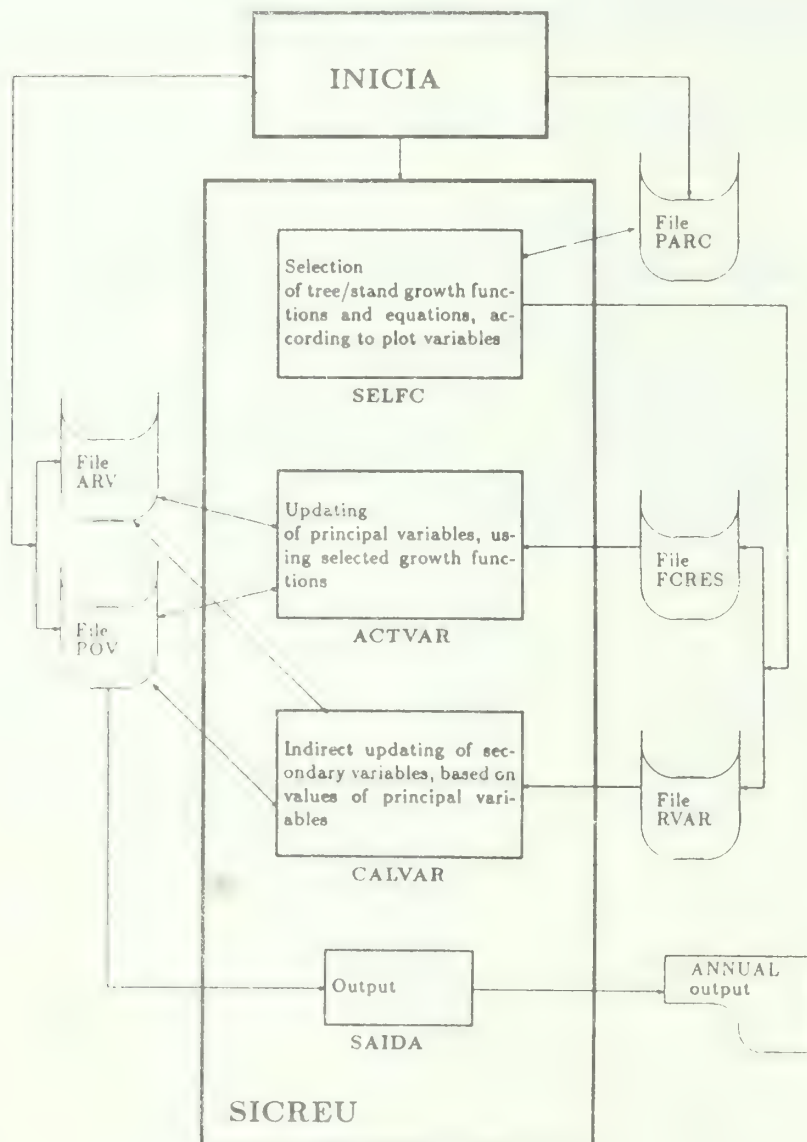 INICIA
File
PARC
Selection
of tree/stand growth func-
tions and equations, ac-
cording to plot variables
SELFC
File
ARV
Updating
of principal variables, us-
ing selected growth func-
tions
ACTVAR
File
FCRES
File
POV
Indirect updating of sec-
ondary variables, based on
values of principal vari-
ables
CALVAR
File
RVAR
Output
SAIDA
ANNUAL
output
SICREU